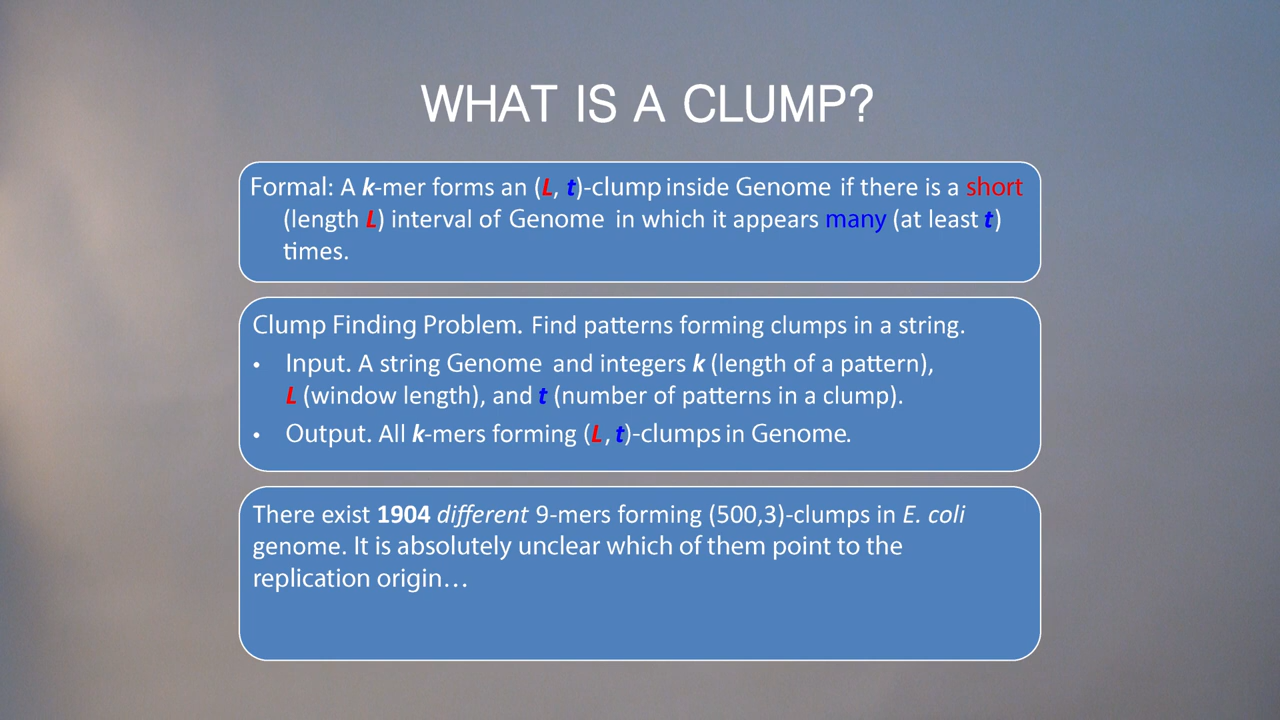 WHAT IS A CLUMP?
Formal: A k-mer forms an (L, t)-clump inside Genome if there is a short
(length L) interval of Genome in which it appears many (at least t)
times.
Clump Finding Problem. Find patterns forming clumps in a string.
• Input. A string Genome and integers k (length of a pattern),
L (window length), and t (number of patterns in a clump).
• Output. All k-mers forming (L, t)-clumps in Genome.
There exist 1904 different 9-mers forming (500,3)-clumps in E. coli
genome. It is absolutely unclear which of them point to the
replication origin…